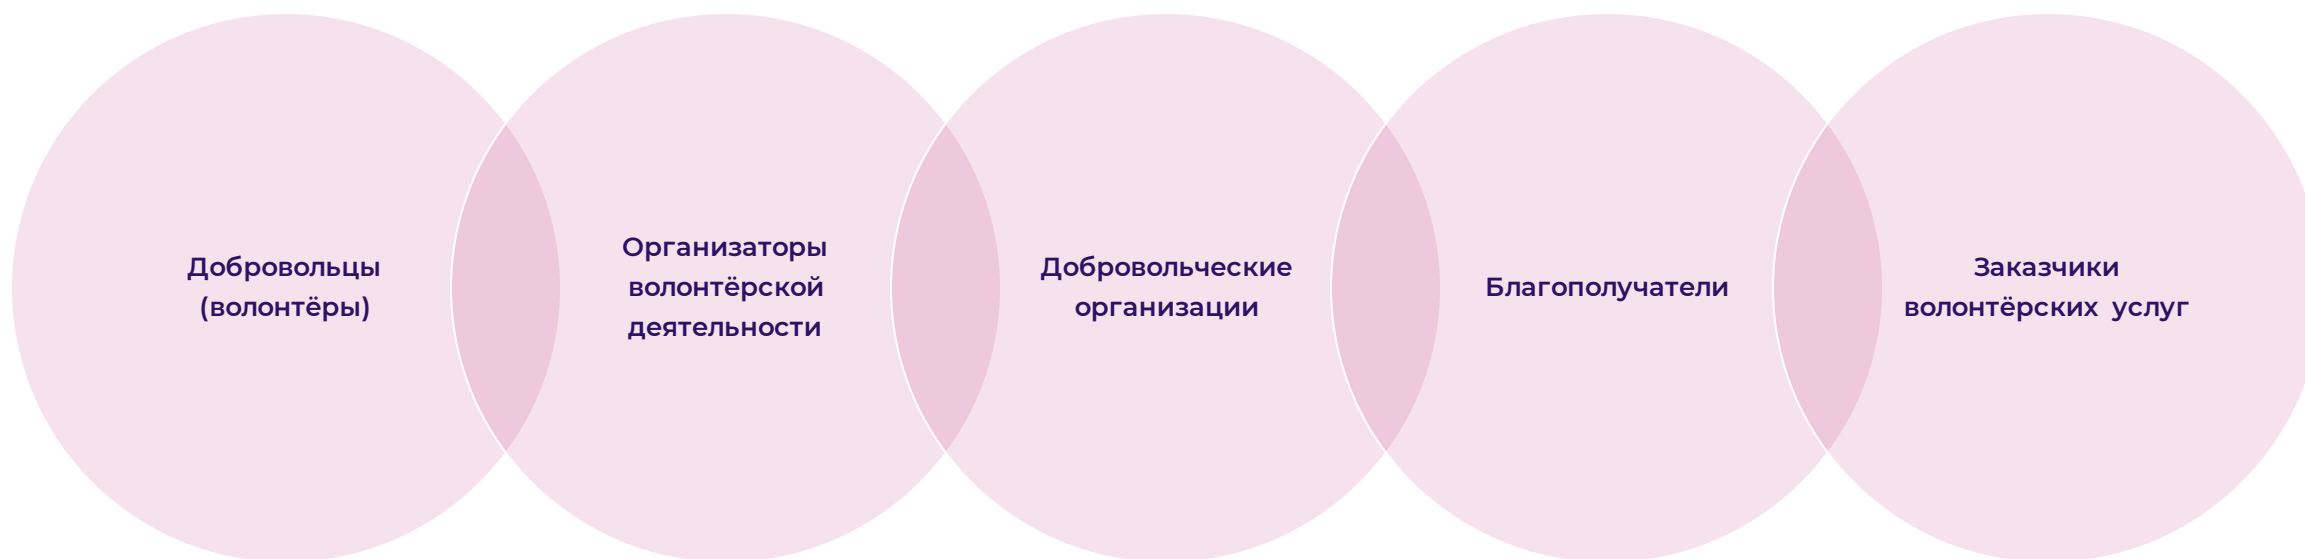 Добровольцы
(волонтёры)
Организаторы
волонтёрской
деятельности
Добровольческие
организации
Благополучатели
Заказчики
волонтёрских услуг